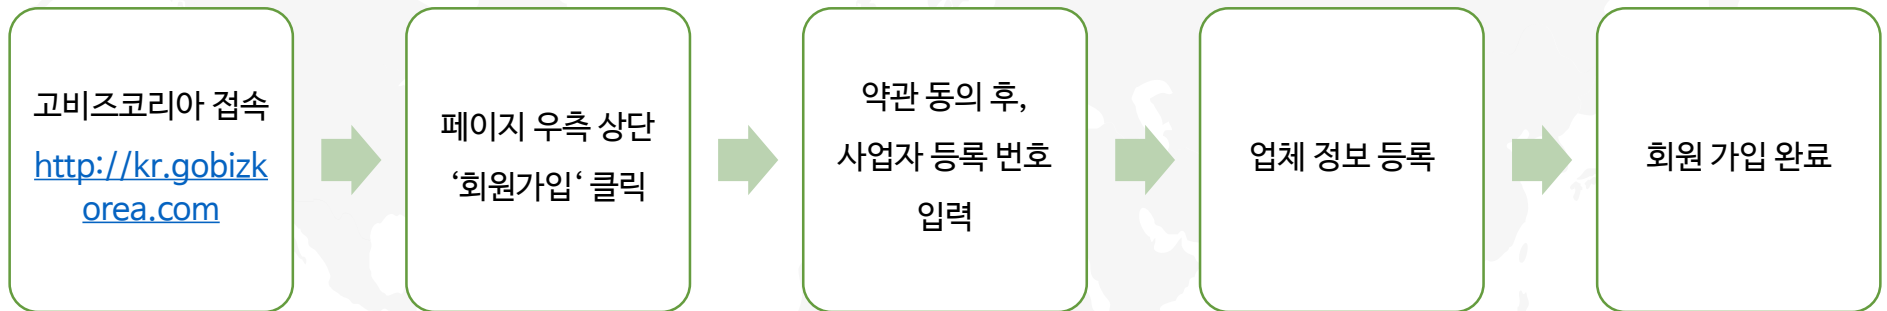 고비즈코리아 접속
http://kr.gobizk
orea.com
페이지 우측 상단
‘회원가입‘ 클릭
약관 동의 후,
사업자 등록 번호
입력
업체 정보 등록
회원 가입 완료